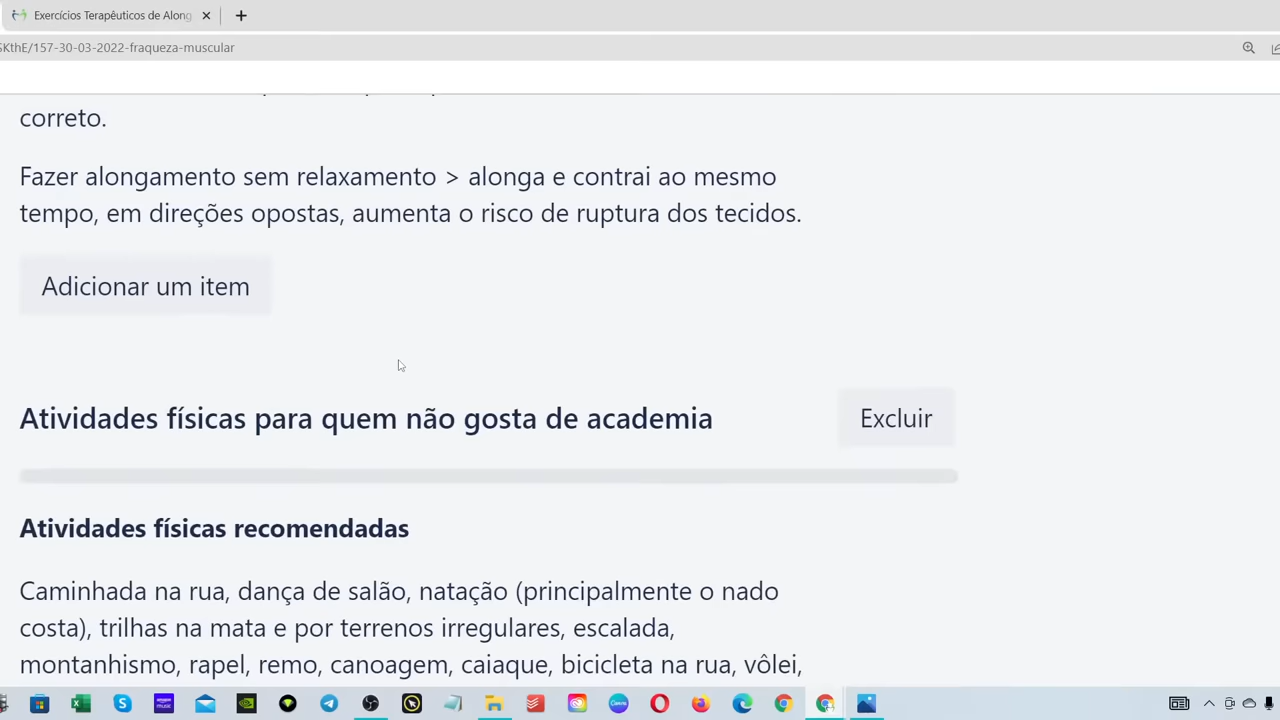 Exercícios Terapêuticos de Along
SKthE/157-30-03-2022-fraqueza-muscular
correto.
Fazer alongamento sem relaxamento > alonga e contrai ao mesmo
tempo, em direções opostas, aumenta o risco de ruptura dos tecidos.
Adicionar um item
Atividades físicas para quem não gosta de academia
Excluir
Atividades físicas recomendadas
Caminhada na rua, dança de salão, natação (principalmente o nado
costa), trilhas na mata e por terrenos irregulares, escalada,
montanhismo, rapel, remo, canoagem, caiaque, bicicleta na rua, vôlei,